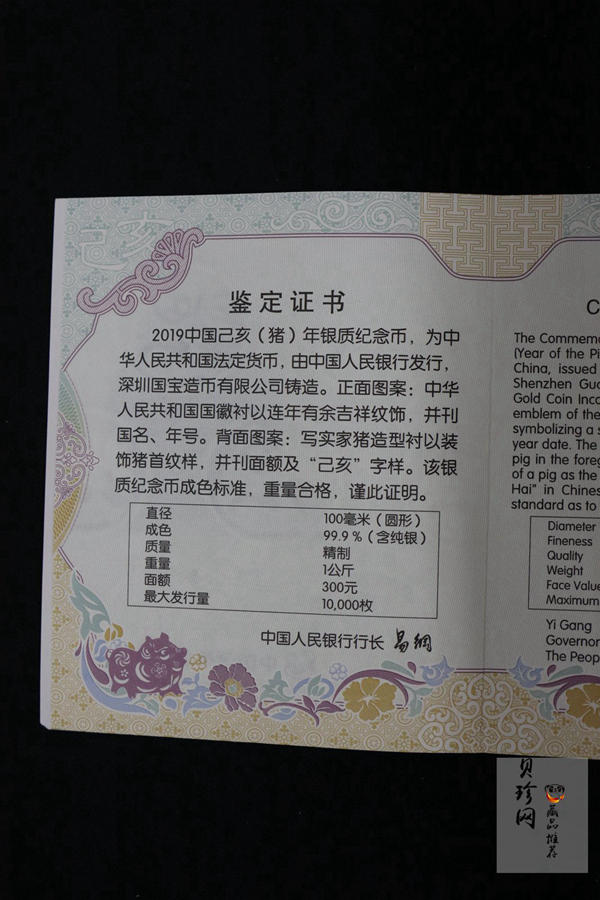 己亥
鉴定证书
2019中国己亥（猪）年银质纪念币，为中
华人民共和国法定货币，由中国人民银行发行，
深圳国宝造币有限公司铸造。正面图案：中华
人民共和国国徽衬以连年有余吉祥纹饰，并刊
国名、年号。背面图案：写实家猪造型衬以装
饰猪首纹样，并刊面额及“己亥”字样。该银
质纪念币成色标准，重量合格，谨此证明。
直径 100毫米（圆形）
成色 99.9％（含纯银）
质量 精制
重量 1公斤
面额 300元
最大发行量 10,000枚
中国人民银行行长 易纲
C
The Commemo
(Year of the Pi
China, issued
Shenzhen Guo
Gold Coin Inco
emblem of the
symbolizing a s
year date. The
pig in the foreg
of a pig as the
Hai" in Chines
standard as to
Diameter
Fineness
Quality
Weight
Face Value
Maximum
Yi Gang
Governor
The Peop
贝珍网
藏品推荐